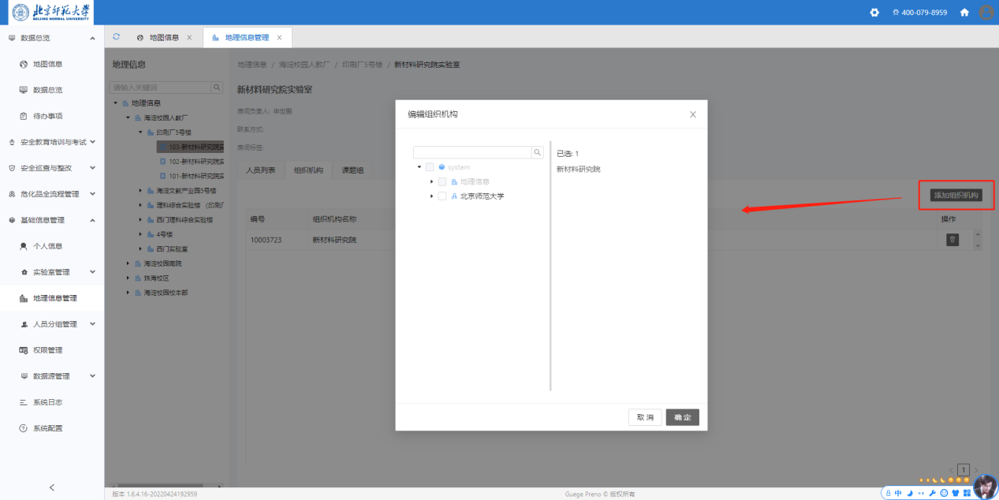 北京师范大学
BEIJING NORMAL UNIVERSITY
400-079-8959
数据总览
地图信息
数据总览
待办事项
安全教育培训与考试
安全巡查与整改
危化品全流程管理
基础信息管理
个人信息
实验室管理
地理信息管理
人员分组管理
权限管理
数据源管理
系统日志
系统配置
地图信息
地理信息管理
地理信息
请输入关键词
地理信息
海淀校园人教厂
印刷厂5号楼
103-新材料研究院实
102-新材料研究院实
101-新材料研究院实
海淀文教产业园5号楼
理科综合实验楼 (印刷厂
西门理科综合实验楼
4号楼
西门实验室
海淀校园南院
珠海校区
海淀校园校本部
地理信息 / 海淀校园人教厂 / 印刷厂5号楼 / 新材料研究院实验室
新材料研究院实验室
房间负责人:
联系方式:
房间标签:
人员列表 组织机构 课题组
添加组织机构
编号 组织机构名称 操作
10003723 新材料研究院
编辑组织机构
system
地理信息
北京师范大学
已选: 1
新材料研究院
取 消 确 定
1
版本 1.6.4.16-20220424192959
Guege Preno © 版权所有
中